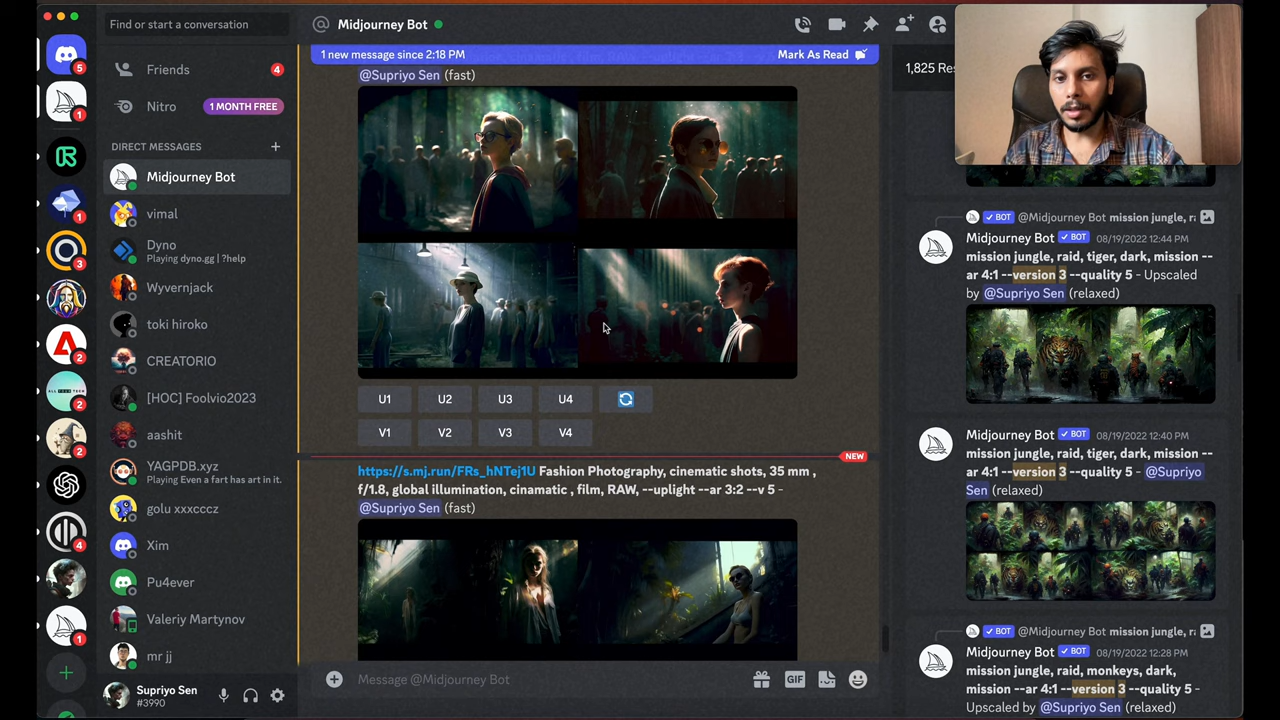 Find or start a conversation
Friends
4
Nitro
1 MONTH FREE
DIRECT MESSAGES
Midjourney Bot
vimal
Dyno
Playing dyno.gg | ?help
Wyvernjack
toki hiroko
CREATORIO
[HOC] Foolvio2023
aashit
YAGPDB.xyz
Playing Even a fart has art in it.
golu xxxcccz
Xim
Pu4ever
Valeriy Martynov
mr jj
Supriyo Sen
#3990
5
1
1
3
2
2
2
4
1
Midjourney Bot
1 new message since 2:18 PM
Mark As Read
@Supriyo Sen (fast)
U1 U2 U3 U4
V1 V2 V3 V4
NEW
https://s.mj.run/FRs_hNTej1U Fashion Photography, cinematic shots, 35 mm ,
f/1.8, global illumination, cinamatic , film, RAW, --uplight --ar 3:2 --v 5 -
@Supriyo Sen (fast)
Message @Midjourney Bot
GIF
1,825 Res
BOT @Midjourney Bot mission jungle, r
Midjourney Bot BOT 08/19/2022 12:44 PM
mission jungle, raid, tiger, dark, mission --
ar 4:1 --version 3 --quality 5 - Upscaled
by @Supriyo Sen (relaxed)
Midjourney Bot BOT 08/19/2022 12:40 PM
mission jungle, raid, tiger, dark, mission --
ar 4:1 --version 3 --quality 5 - @Supriyo
Sen (relaxed)
BOT @Midjourney Bot mission jungle, r
Midjourney Bot BOT 08/19/2022 12:28 PM
mission jungle, raid, monkeys, dark,
mission --ar 4:1 --version 3 --quality 5 -
Upscaled by @Supriyo Sen (relaxed)